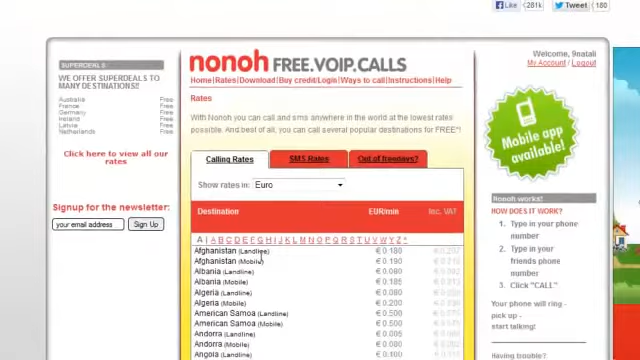 Like 281k Tweet 180
Welcome, 9natali
My Account / Logout
nonoh FREE.VOIP.CALLS
Home | Rates | Download | Buy credit/Login | Ways to call | Instructions | Help
SUPERDEALS
WE OFFER SUPERDEALS TO
MANY DESTINATIONS!!
Australia Free
France Free
Germany Free
Ireland Free
Latvia Free
Netherlands Free
Click here to view all our
rates
Signup for the newsletter:
your email address Sign Up
Rates
With Nonoh you can call and sms anywhere in the world at the lowest rates
possible. And best of all, you can call several popular destinations for FREE*!
Calling Rates SMS Rates Out of freedays?
Show rates in: Euro
Destination EUR/min Inc. VAT
A | A B C D E F G H I J K L M N O P Q R S T U V W Y Z *
Afghanistan (Landline) € 0.180
Afghanistan (Mobile) € 0.180
Albania (Landline) € 0.080
Albania (Mobile) € 0.185
Algeria (Landline) € 0.080
Algeria (Mobile) € 0.200
American Samoa (Landline) € 0.050
American Samoa (Mobile) € 0.050
Andorra (Landline) € 0.085
Andorra (Mobile)
Angola (Landline) € 0.100
Mobile app
available!
Nonoh works!
HOW DOES IT WORK?
1. Type in your phone
number
2. Type in your
friends phone
number
3. Click "CALL"
Your phone will ring -
pick up -
start talking!
Having trouble?